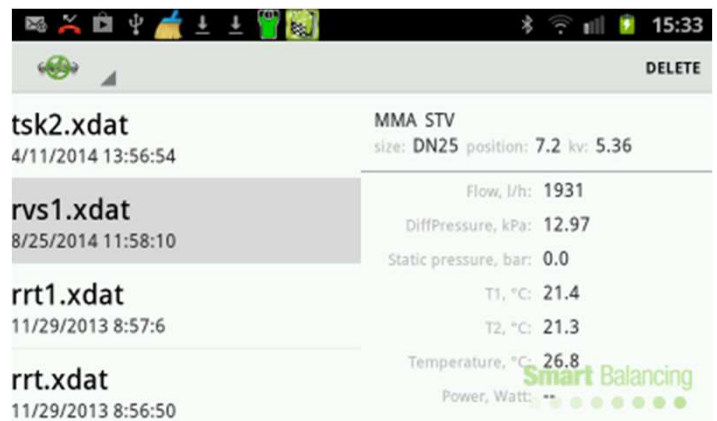 15:33
DELETE
tsk2.xdat
4/11/2014 13:56:54
rvs1.xdat
8/25/2014 11:58:10
rrt1.xdat
11/29/2013 8:57:6
rrt.xdat
11/29/2013 8:56:50
MMA STV
size: DN25 position: 7.2 kv: 5.36
Flow, l/h: 1931
DiffPressure, kPa: 12.97
Static pressure, bar: 0.0
T1, °C: 21.4
T2, °C: 21.3
Temperature, °C: 26.8
Power, Watt: --
Smart Balancing